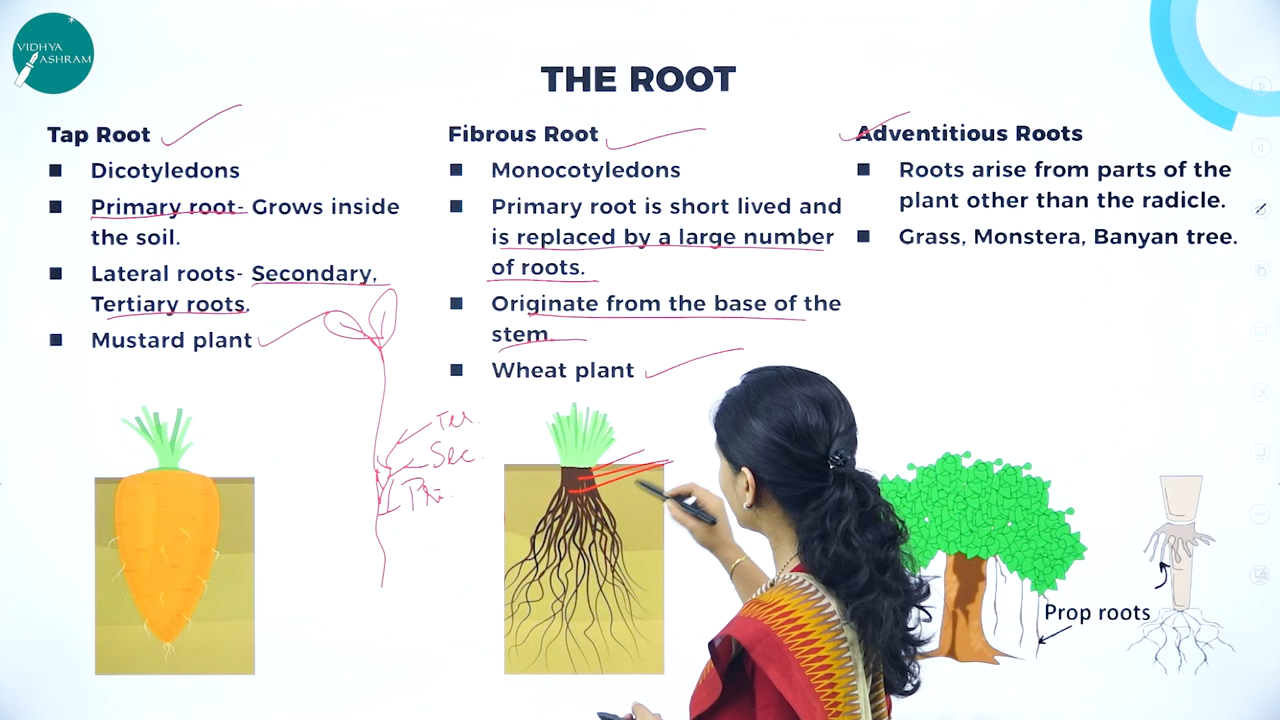 VIDHYA
ASHRAM
THE ROOT
Tap Root
■ Dicotyledons
■ Primary root- Grows inside
the soil.
■ Lateral roots- Secondary,
Tertiary roots.
■ Mustard plant
Ter.
Sec.
Pri.
Fibrous Root
■ Monocotyledons
■ Primary root is short lived and
is replaced by a large number
of roots.
■ Originate from the base of the
stem.
■ Wheat plant
Adventitious Roots
■ Roots arise from parts of the
plant other than the radicle.
■ Grass, Monstera, Banyan tree.
Prop roots